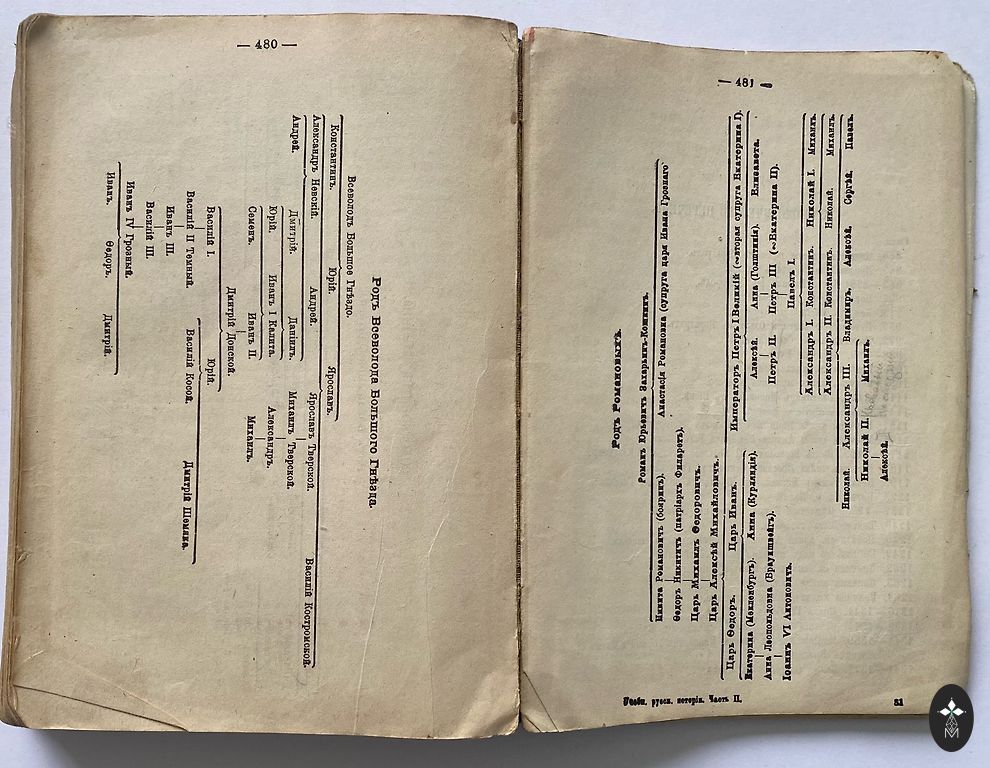 — 480 —
Родъ Всеволода Большого Гнѣзда.
Всеволодъ Большое Гнѣздо.
Константинъ. Юрій. Ярославъ.
Александръ Невскій. Андрей. Ярославъ Тверской. Василій Костромской.
Андрей. Дмитрій. Даніилъ. Михаилъ Тверской.
Юрій. Иванъ I Калита. Александръ.
Семенъ. Иванъ II. Михаилъ.
Дмитрій Донской.
Василій I. Юрій.
Василій II Темный. Василій Косой. Дмитрій Шемяка.
Иванъ III.
Василій III.
Иванъ IV Грозный.
Иванъ. Ѳедоръ. Дмитрій.
— 481 —
Родъ Романовыхъ.
Романъ Юрьевичъ Захарьинъ-Кошкинъ.
Никита Романовичъ (бояринъ). Анастасія Романовна (супруга царя Ивана Грознаго
Ѳедоръ Никитичъ (патріархъ Филаретъ).
Царь Михаилъ Ѳедоровичъ.
Царь Алексѣй Михайловичъ.
Царь Ѳедоръ. Царь Иванъ. Императоръ Петръ I Великій (~ вторая супруга Екатерина I).
Екатерина (Мекленбургъ). Анна (Курляндія). Алексѣй. Анна (Голштинія). Елисавета.
Анна Леопольдовна (Брауншвейгъ). Петръ II. Петръ III (~ Екатерина II).
Іоаннъ VI Антоновичъ. Павелъ I.
Александръ I. Константинъ. Николай I. Михаилъ.
Александръ II. Константинъ. Николай. Михаилъ.
Николай. Александръ III. Владиміръ. Алексѣй. Сергѣй. Павелъ.
Николай II. Михаилъ.
Алексѣй.
Учебн. русск. исторіи. Часть II. 31